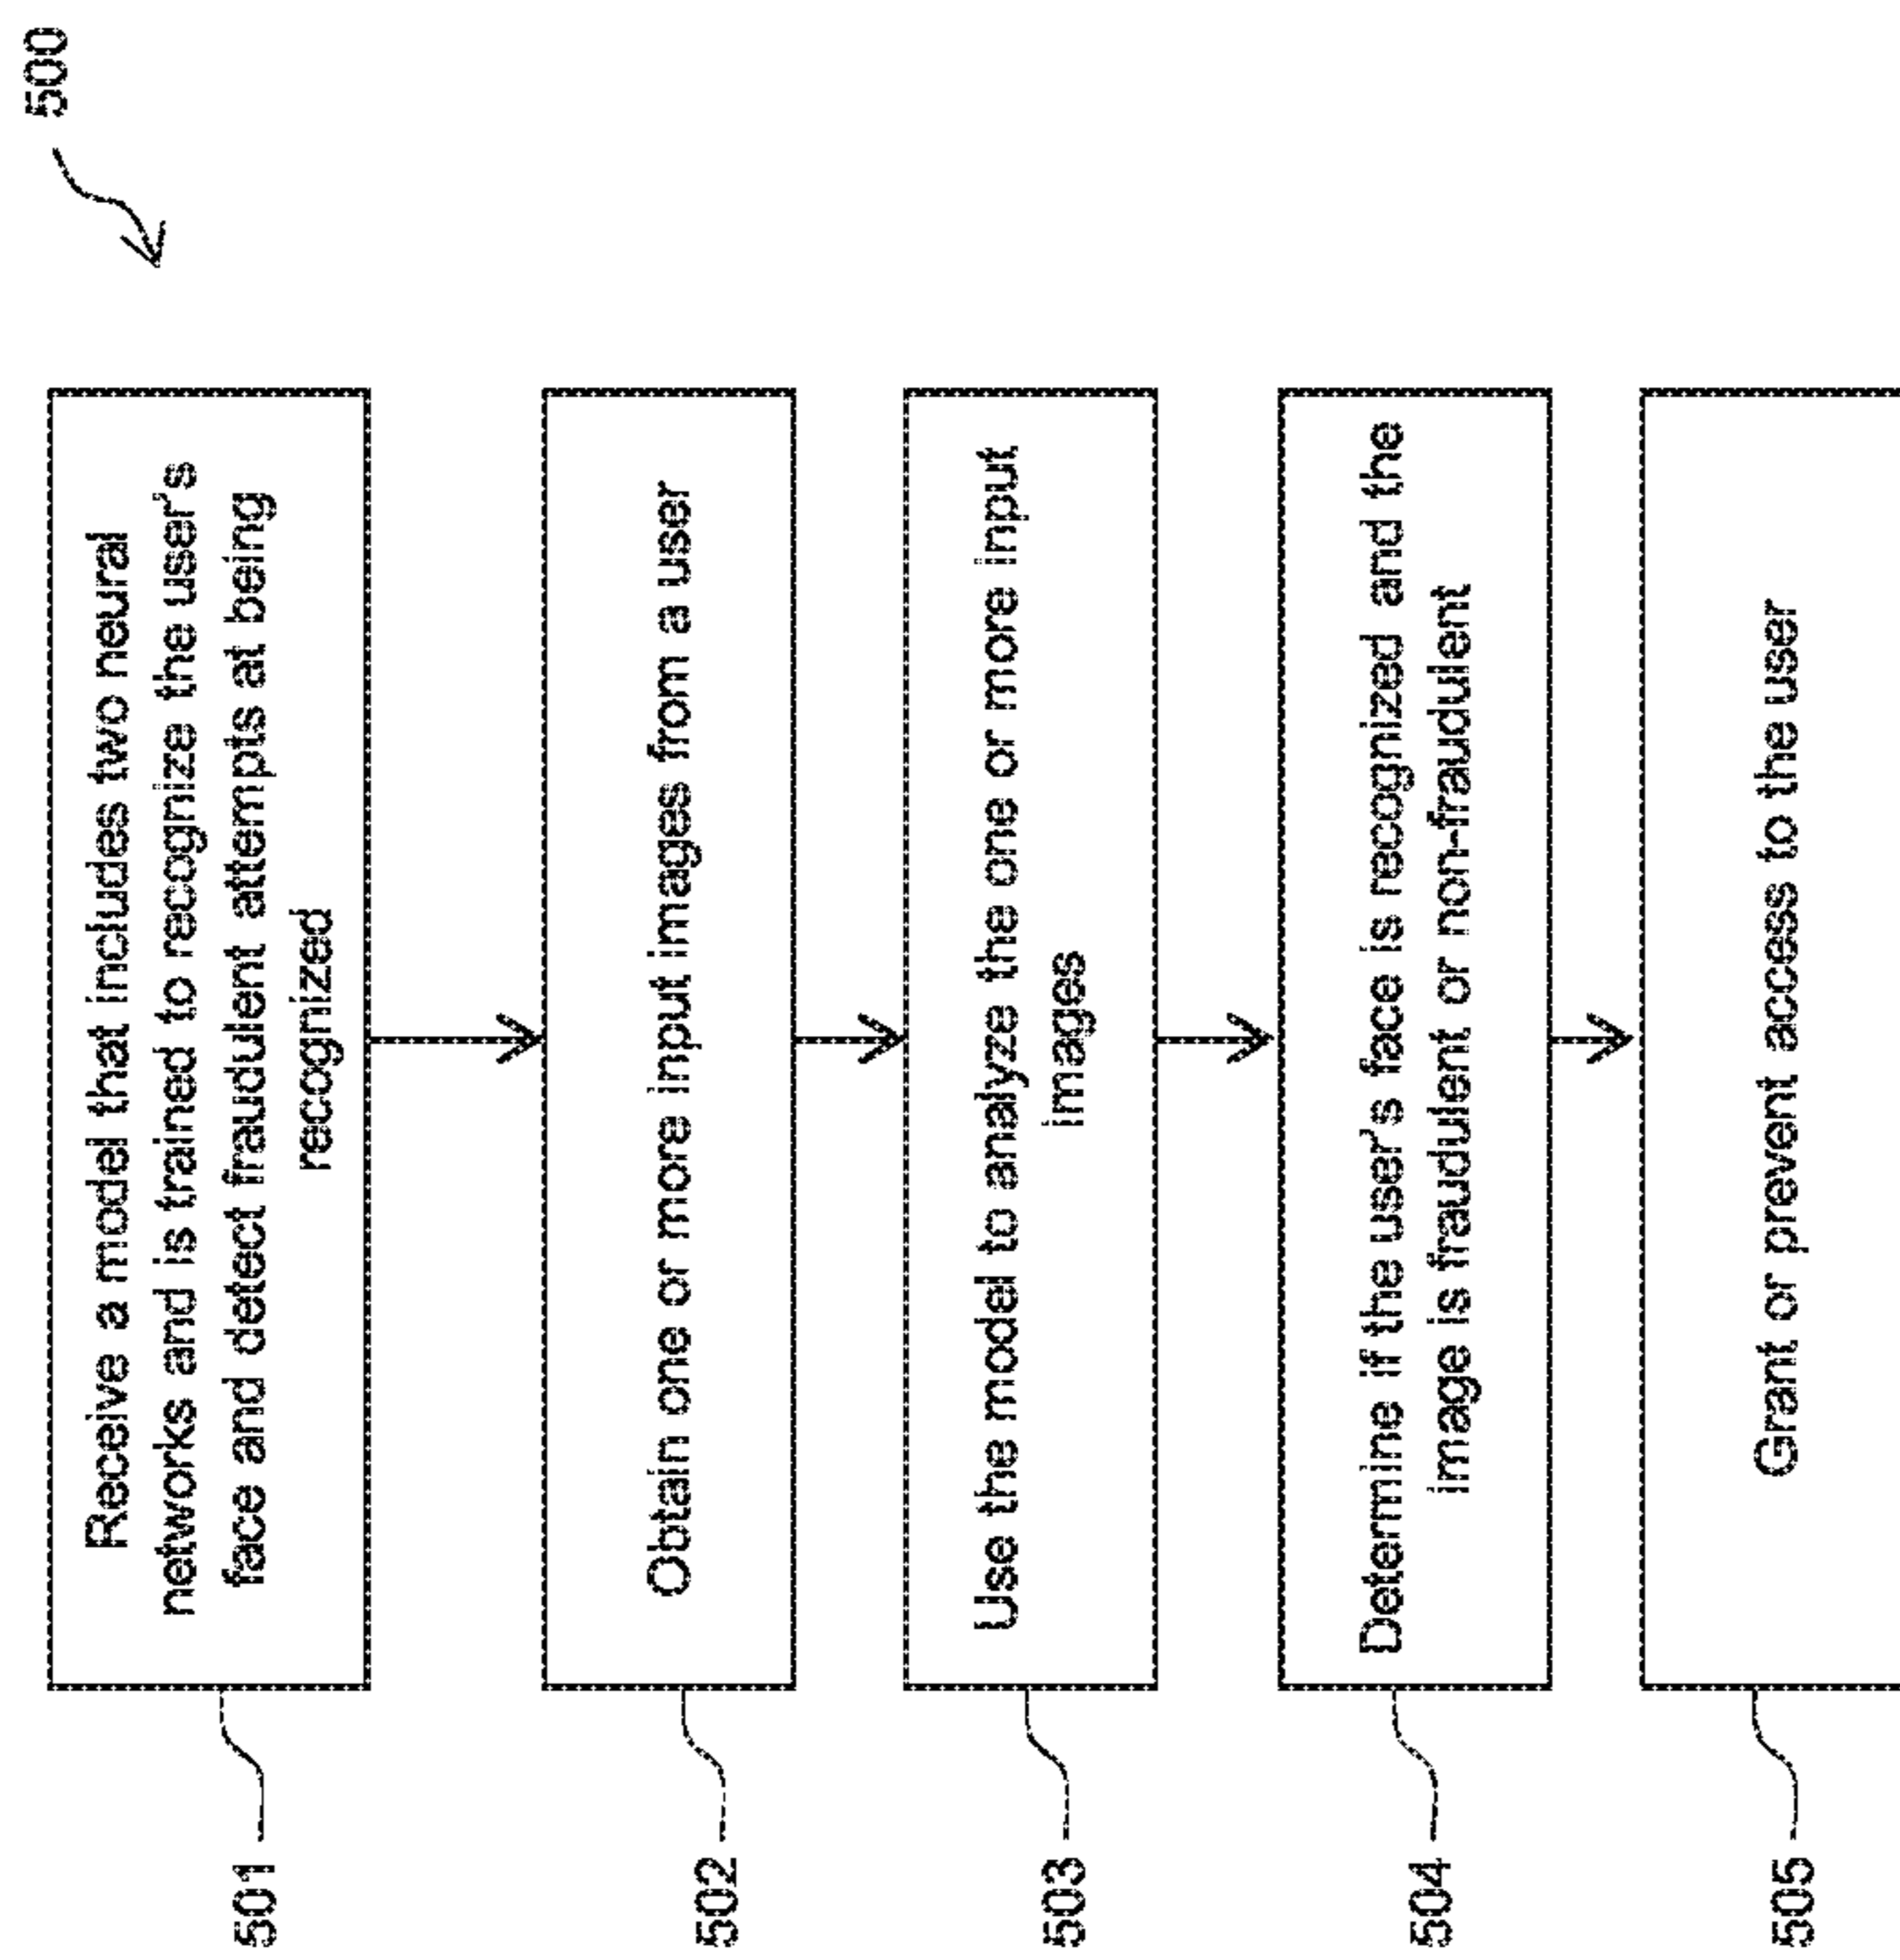 500
501
Receive a model that includes two neural
networks and is trained to recognize the user's
face and detect fraudulent attempts at being
recognized
502
Obtain one or more input images from a user
503
Use the model to analyze the one or more input
images
504
Determine if the user's face is recognized and the
image is fraudulent or non-fraudulent
505
Grant or prevent access to the user